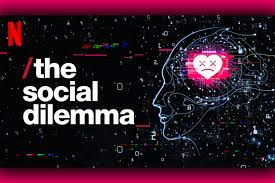 N
/the
social
dilemma